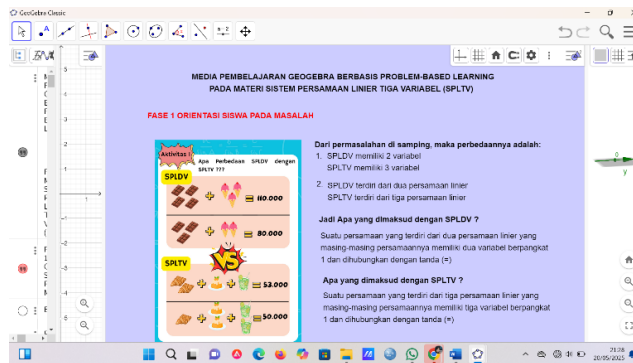 GeoGebra Classic
MEDIA PEMBELAJARAN GEOGEBRA BERBASIS PROBLEM-BASED LEARNING
PADA MATERI SISTEM PERSAMAAN LINIER TIGA VARIABEL (SPLTV)
FASE 1 ORIENTASI SISWA PADA MASALAH
Aktivitas 1
Apa Perbedaan SPLDV dengan
SPLTV ???
SPLDV
+ = 110.000
+ = 80.000
VS
SPLTV
+ + = 53.000
+ + = 50.000
Dari permasalahan di samping, maka perbedaannya adalah:
1. SPLDV memiliki 2 variabel
SPLTV memiliki 3 variabel
2. SPLDV terdiri dari dua persamaan linier
SPLTV terdiri dari tiga persamaan linier
Jadi Apa yang dimaksud dengan SPLDV ?
Suatu persamaan yang terdiri dari dua persamaan linier yang
masing-masing persamaannya memiliki dua variabel berpangkat
1 dan dihubungkan dengan tanda (=)
Apa yang dimaksud dengan SPLTV ?
Suatu persamaan yang terdiri dari tiga persamaan linier yang
masing-masing persamaannya memiliki tiga variabel berpangkat
1 dan dihubungkan dengan tanda (=)
21:28
20/05/2025